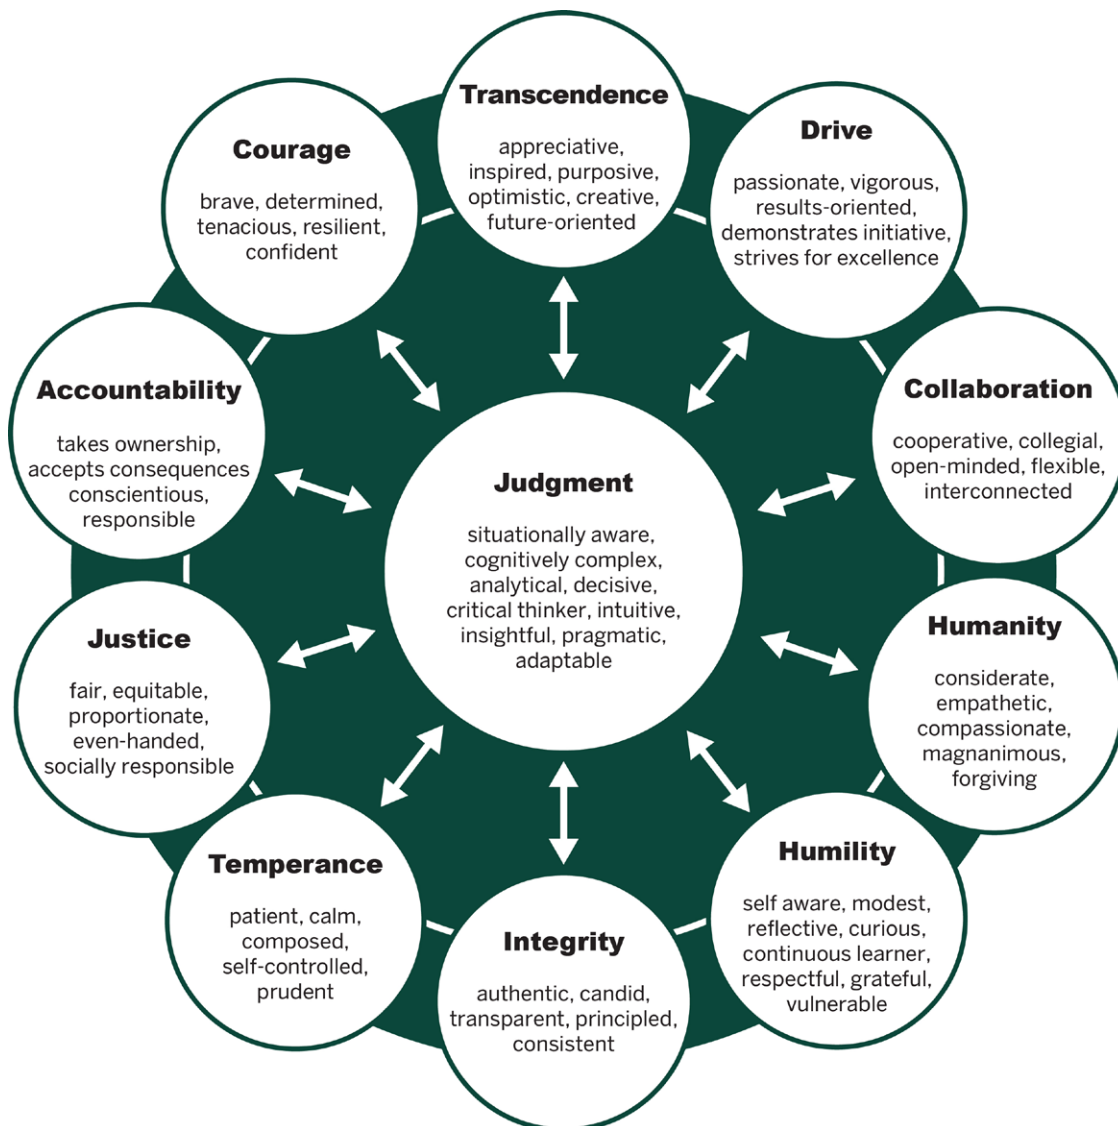 Transcendence
appreciative,
inspired, purposive,
optimistic, creative,
future-oriented
Drive
passionate, vigorous,
results-oriented,
demonstrates initiative,
strives for excellence
Collaboration
cooperative, collegial,
open-minded, flexible,
interconnected
Humanity
considerate,
empathetic,
compassionate,
magnanimous,
forgiving
Humility
self aware, modest,
reflective, curious,
continuous learner,
respectful, grateful,
vulnerable
Integrity
authentic, candid,
transparent, principled,
consistent
Temperance
patient, calm,
composed,
self-controlled,
prudent
Justice
fair, equitable,
proportionate,
even-handed,
socially responsible
Accountability
takes ownership,
accepts consequences
conscientious,
responsible
Courage
brave, determined,
tenacious, resilient,
confident
Judgment
situationally aware,
cognitively complex,
analytical, decisive,
critical thinker, intuitive,
insightful, pragmatic,
adaptable